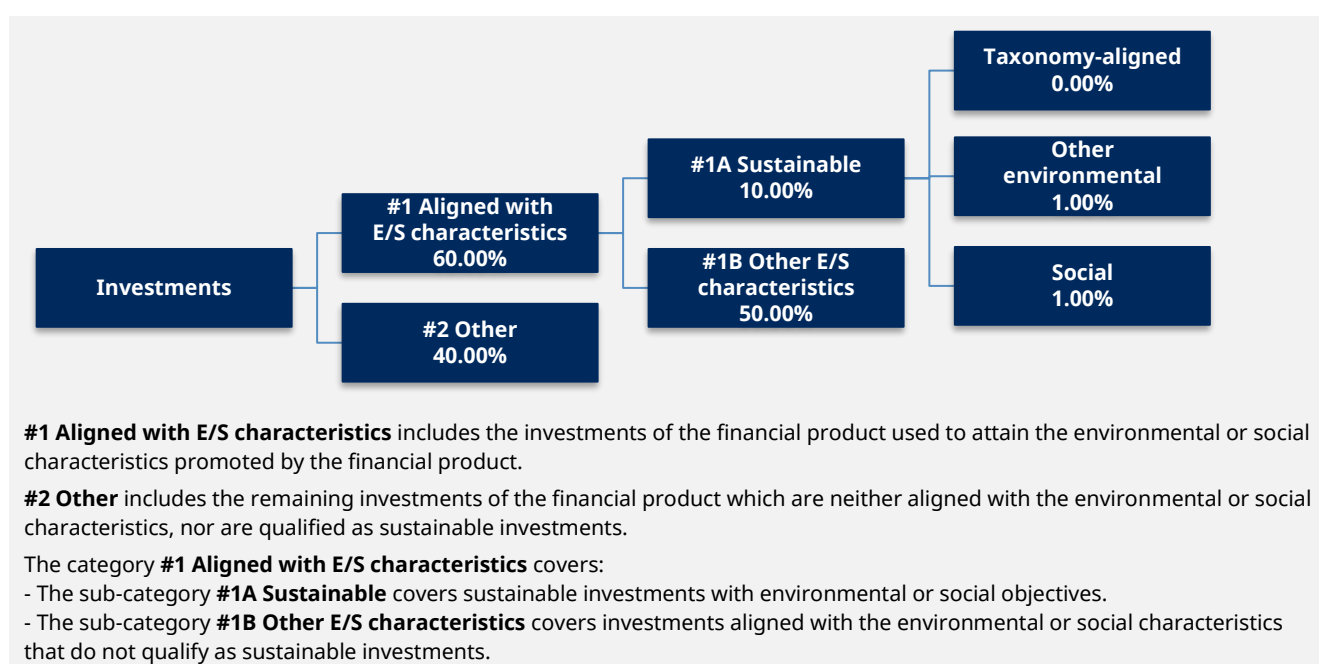 Taxonomy-aligned
0.00%
#1A Sustainable
10.00%
Other
environmental
1.00%
#1 Aligned with
E/S characteristics
60.00%
Investments
#1B Other E/S
characteristics
50.00%
Social
1.00%
#2 Other
40.00%
#1 Aligned with E/S characteristics includes the investments of the financial product used to attain the environmental or social
characteristics promoted by the financial product.
#2 Other includes the remaining investments of the financial product which are neither aligned with the environmental or social
characteristics, nor are qualified as sustainable investments.
The category #1 Aligned with E/S characteristics covers:
- The sub-category #1A Sustainable covers sustainable investments with environmental or social objectives.
- The sub-category #1B Other E/S characteristics covers investments aligned with the environmental or social characteristics
that do not qualify as sustainable investments.